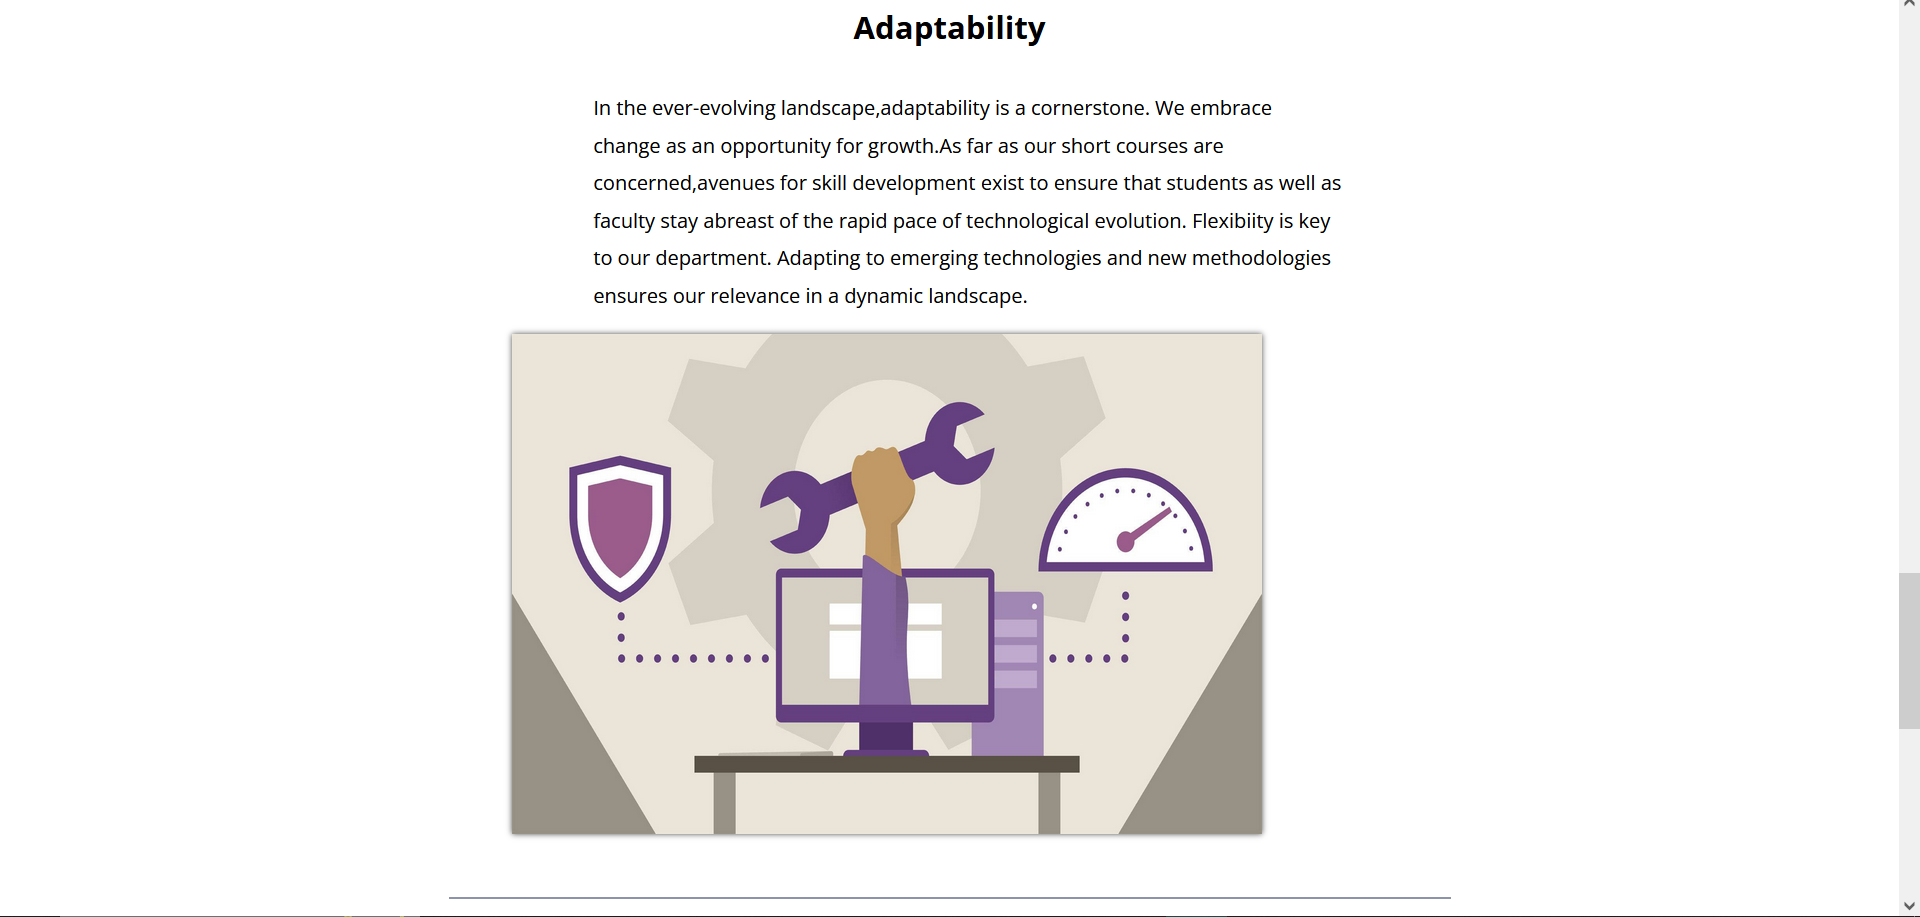 Adaptability
In the ever-evolving landscape,adaptability is a cornerstone. We embrace
change as an opportunity for growth.As far as our short courses are
concerned,avenues for skill development exist to ensure that students as well as
faculty stay abreast of the rapid pace of technological evolution. Flexibiity is key
to our department. Adapting to emerging technologies and new methodologies
ensures our relevance in a dynamic landscape.